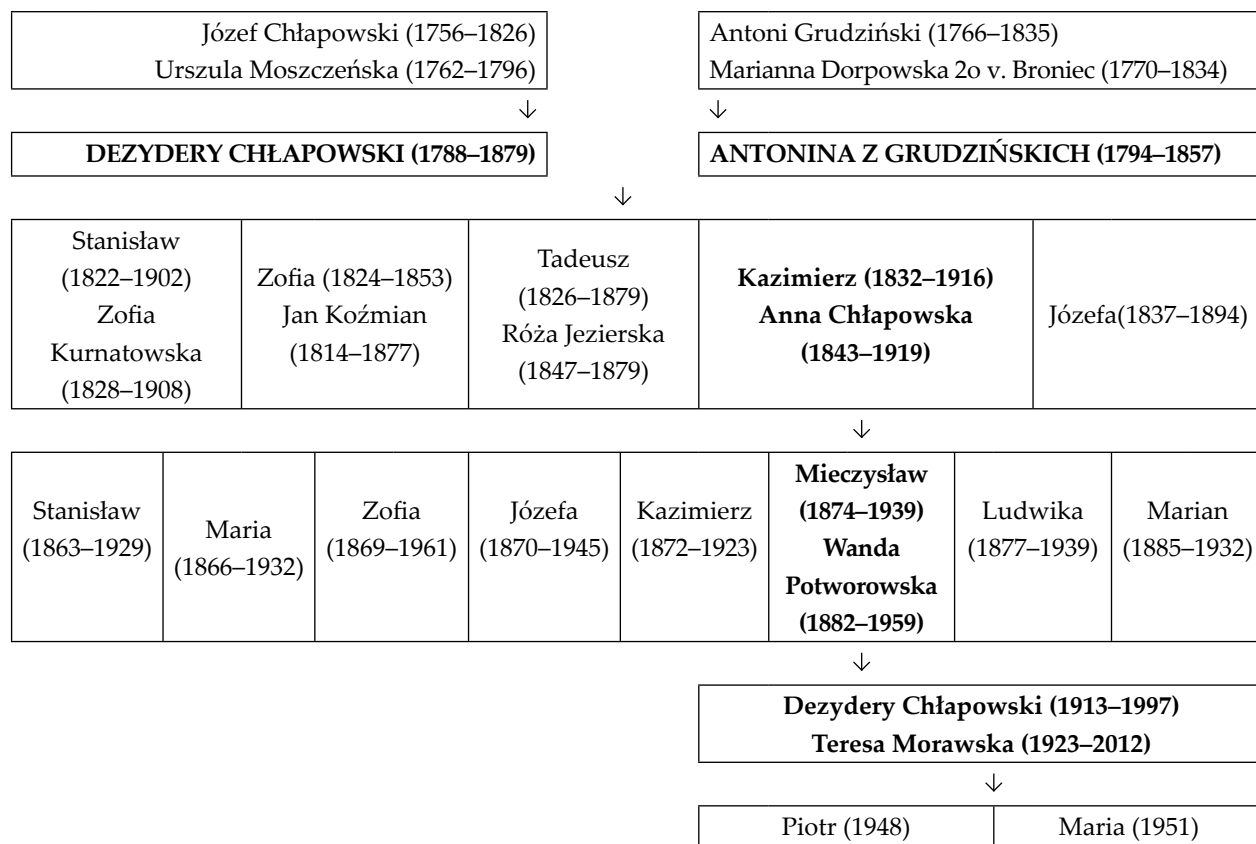 Józef Chłapowski (1756–1826)
Urszula Moszczeńska (1762–1796)
Antoni Grudziński (1766–1835)
Marianna Dorpowska 2o v. Broniec (1770–1834)
DEZYDERY CHŁAPOWSKI (1788–1879)
ANTONINA Z GRUDZIŃSKICH (1794–1857)
Stanisław
(1822–1902)
Zofia
Kurnatowska
(1828–1908)
Zofia (1824–1853)
Jan Koźmian
(1814–1877)
Tadeusz
(1826–1879)
Róża Jezierska
(1847–1879)
Kazimierz (1832–1916)
Anna Chłapowska
(1843–1919)
Józefa(1837–1894)
Stanisław
(1863–1929)
Maria
(1866–1932)
Zofia
(1869–1961)
Józefa
(1870–1945)
Kazimierz
(1872–1923)
Mieczysław
(1874–1939)
Wanda
Potworowska
(1882–1959)
Ludwika
(1877–1939)
Marian
(1885–1932)
Dezydery Chłapowski (1913–1997)
Teresa Morawska (1923–2012)
Piotr (1948)
Maria (1951)